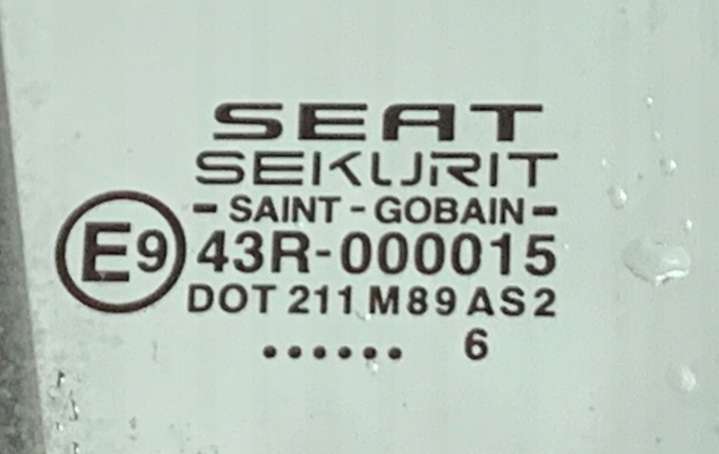 SEAT
SEKURIT
- SAINT - GOBAIN -
E9 43R-000015
DOT 211 M89 AS2
...... 6